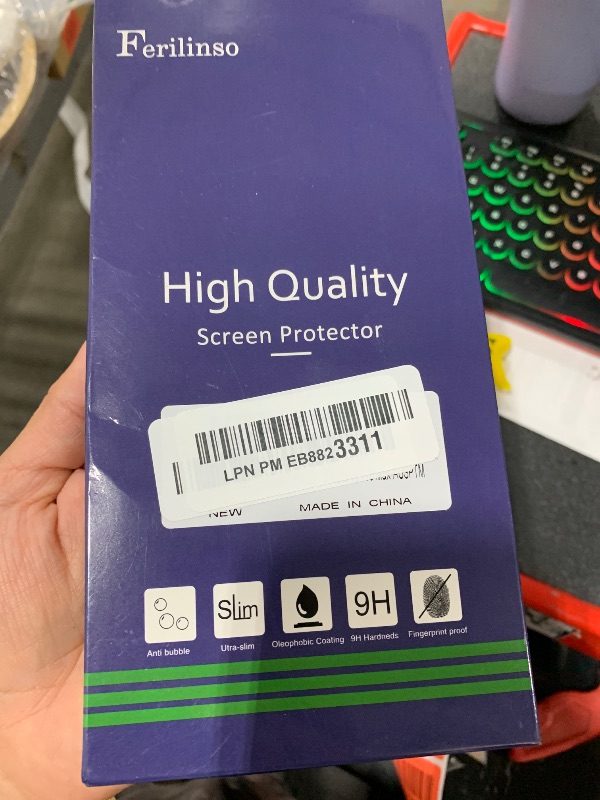 Ferilinso
High Quality
Screen Protector
LPN PM EB8823311
NEW MADE IN CHINA
Slim
9H
Anti bubble
Utra-slim
Oleophobic Coating
9H Hardneds
Fingerprint proof